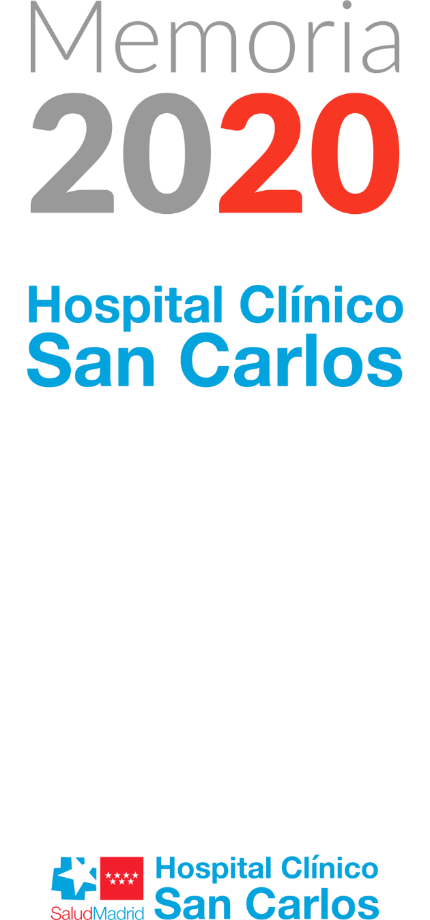 Memoria
2020
Hospital Clínico
San Carlos
SaludMadrid
Hospital Clínico
San Carlos